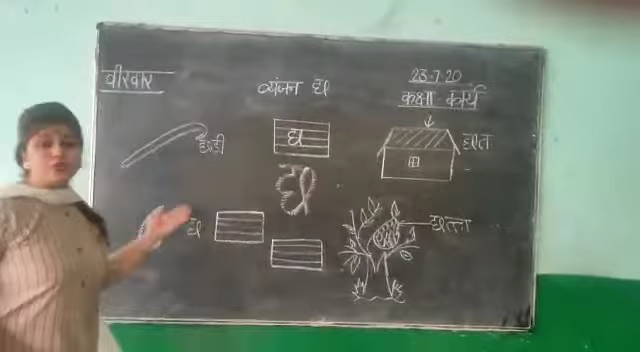 वीरवार
व्यंजन छ
23-7-20
कक्षा-कार्य
छ
छड़ी
छत
छ
छ
छत्ता